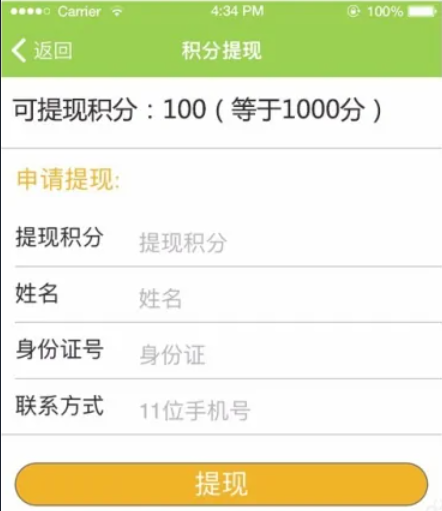 Carrier 4:34 PM 100%
返回 积分提现
可提现积分：100（等于1000分）
申请提现:
提现积分 提现积分
姓名 姓名
身份证号 身份证
联系方式 11位手机号
提现